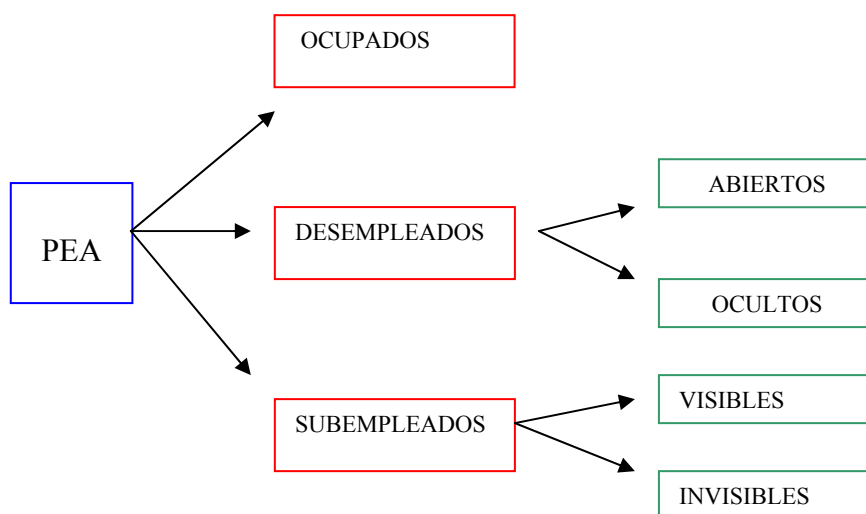 OCUPADOS
ABIERTOS
PEA
DESEMPLEADOS
OCULTOS
VISIBLES
SUBEMPLEADOS
INVISIBLES